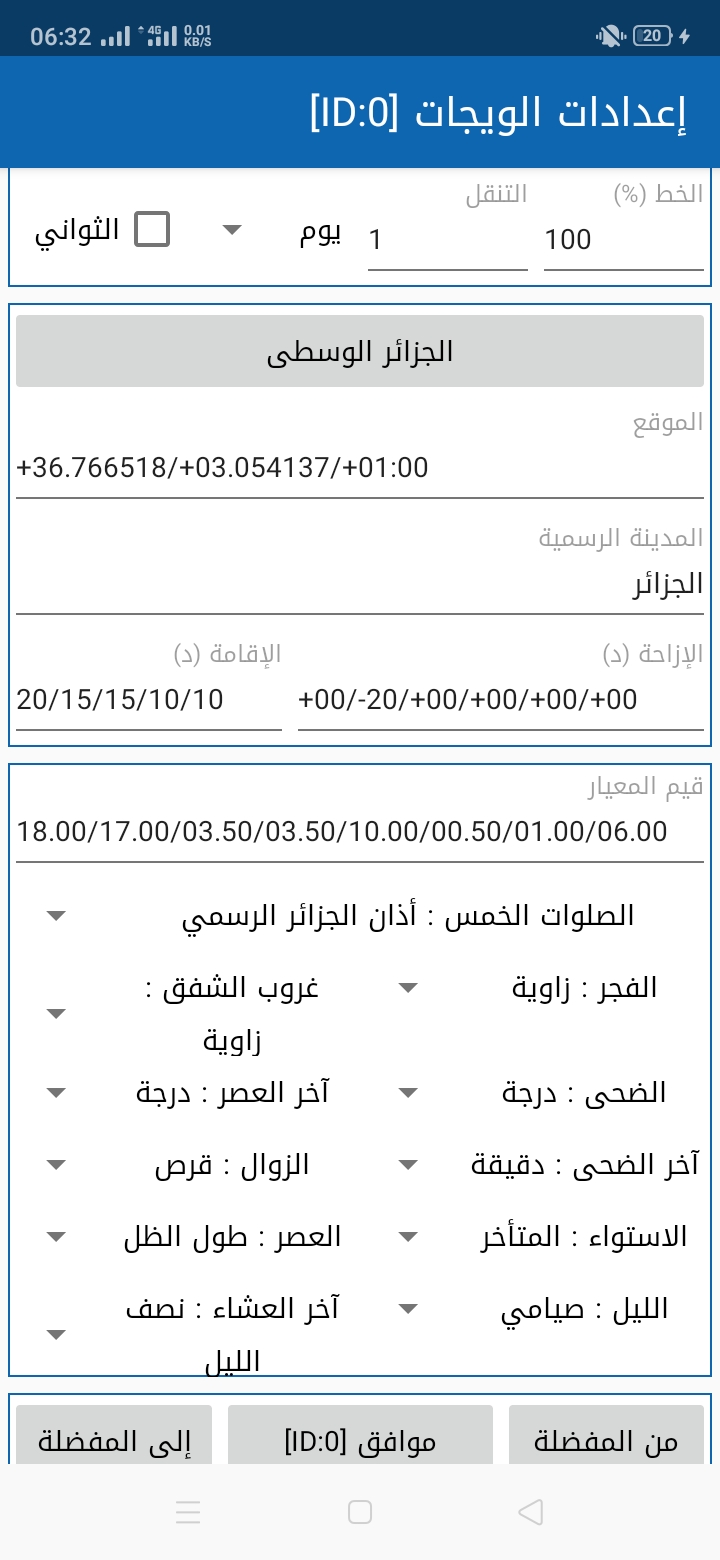 06:32 4G 0.01 KB/S 20
إعدادات الويجات [ID:0]
الخط (%) التنقل
100 1 يوم الثواني
الجزائر الوسطى
الموقع
+36.766518/+03.054137/+01:00
المدينة الرسمية
الجزائر
الإزاحة (د) الإقامة (د)
+00/-20/+00/+00/+00/+00 20/15/15/10/10
قيم المعيار
18.00/17.00/03.50/03.50/10.00/00.50/01.00/06.00
الصلوات الخمس : أذان الجزائر الرسمي
الفجر : زاوية غروب الشفق :
زاوية
الضحى : درجة آخر العصر : درجة
آخر الضحى : دقيقة الزوال : قرص
الاستواء : المتأخر العصر : طول الظل
الليل : صيامي آخر العشاء : نصف
الليل
من المفضلة موافق [ID:0] إلى المفضلة